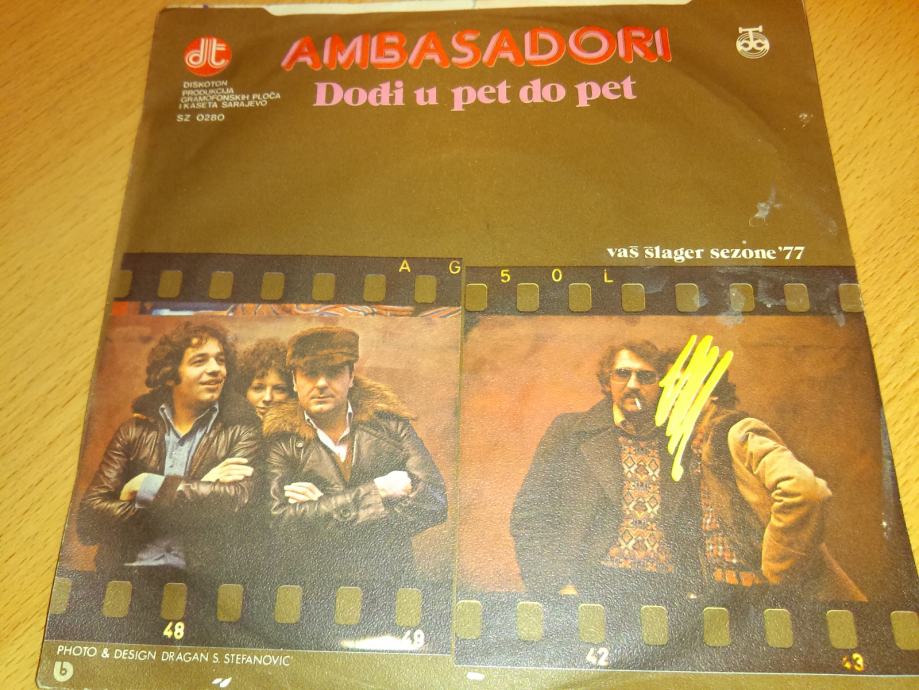 dt
DISKOTON
PRODUKCIJA
GRAMOFONSKIH PLOČA
I KASETA SARAJEVO
SZ 0280
AMBASADORI
Dođi u pet do pet
vaš šlager sezone '77
A G 5 0 L
48
48
42
43
PHOTO & DESIGN DRAGAN S. STEFANOVIĆ
b